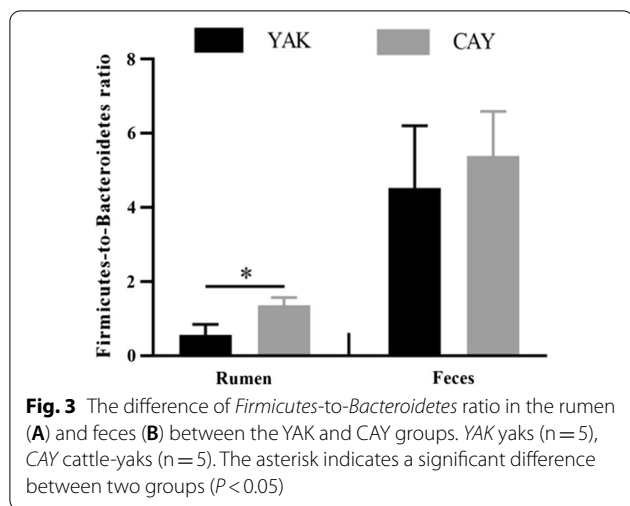 YAK CAY
Firmicutes-to-Bacteroidetes ratio
8
6
4
2
0
*
Rumen Feces
Fig. 3 The difference of Firmicutes-to-Bacteroidetes ratio in the rumen
(A) and feces (B) between the YAK and CAY groups. YAK yaks (n = 5),
CAY cattle-yaks (n = 5). The asterisk indicates a significant difference
between two groups (P < 0.05)